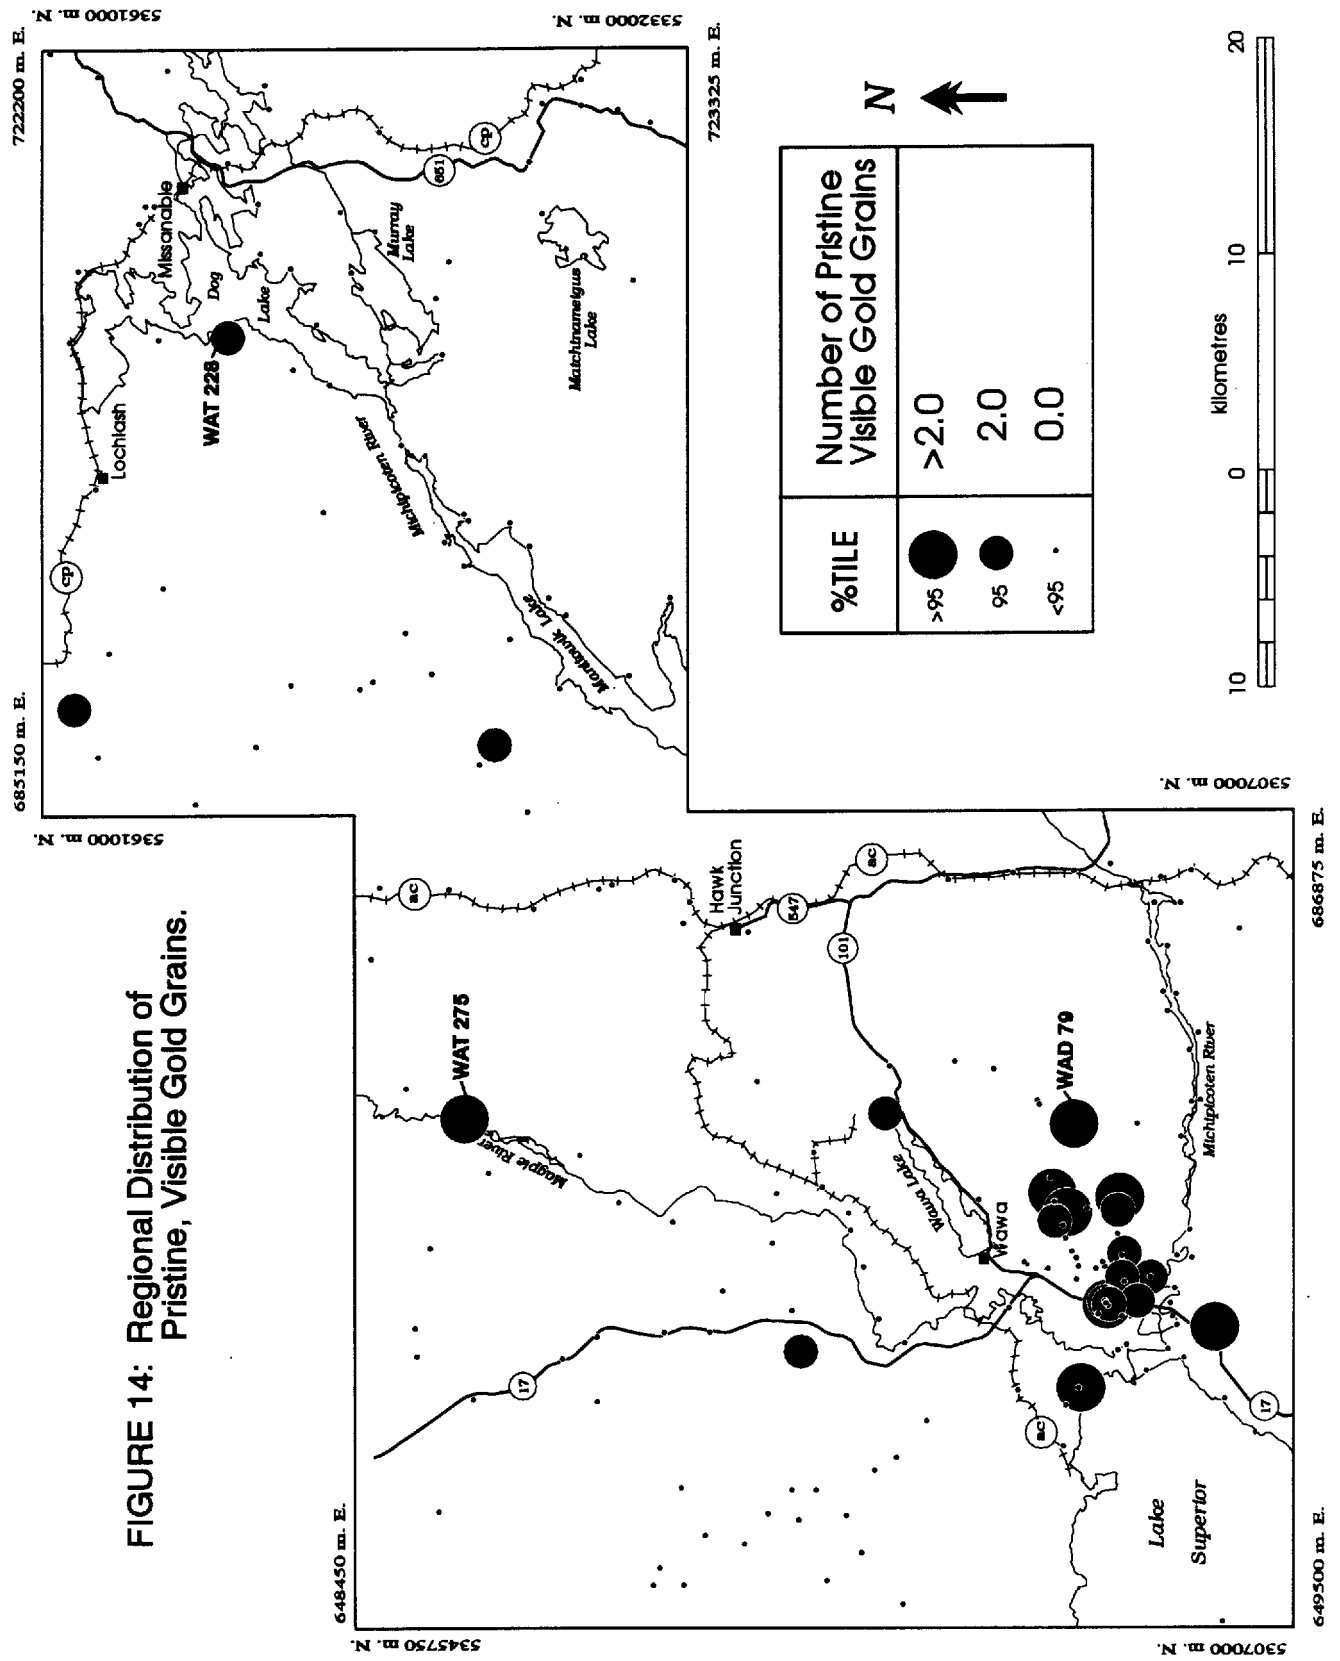 FIGURE 14: Regional Distribution of
Pristine, Visible Gold Grains.
648450 m. E.
5345750 m. N.
5361000 m. N.
685150 m. E.
722200 m. E.
5361000 m. N.
5332000 m. N.
723325 m. E.
5307000 m. N.
686875 m. E.
649500 m. E.
5307000 m. N.
cp
Lochlash
Missanable
Dog
Lake
WAT 228
651
cp
Murray
Lake
Matchinameigus
Lake
Michipicoten River
Manitowik Lake
ac
WAT 275
Magpie River
Hawk
Junction
547
ac
101
17
Wawa Lake
Wawa
WAD 79
Michipicoten River
ac
17
Lake
Superior
N
%TILE
Number of Pristine
Visible Gold Grains
>95
>2.0
95
2.0
<95
0.0
kilometres
10
0
10
20